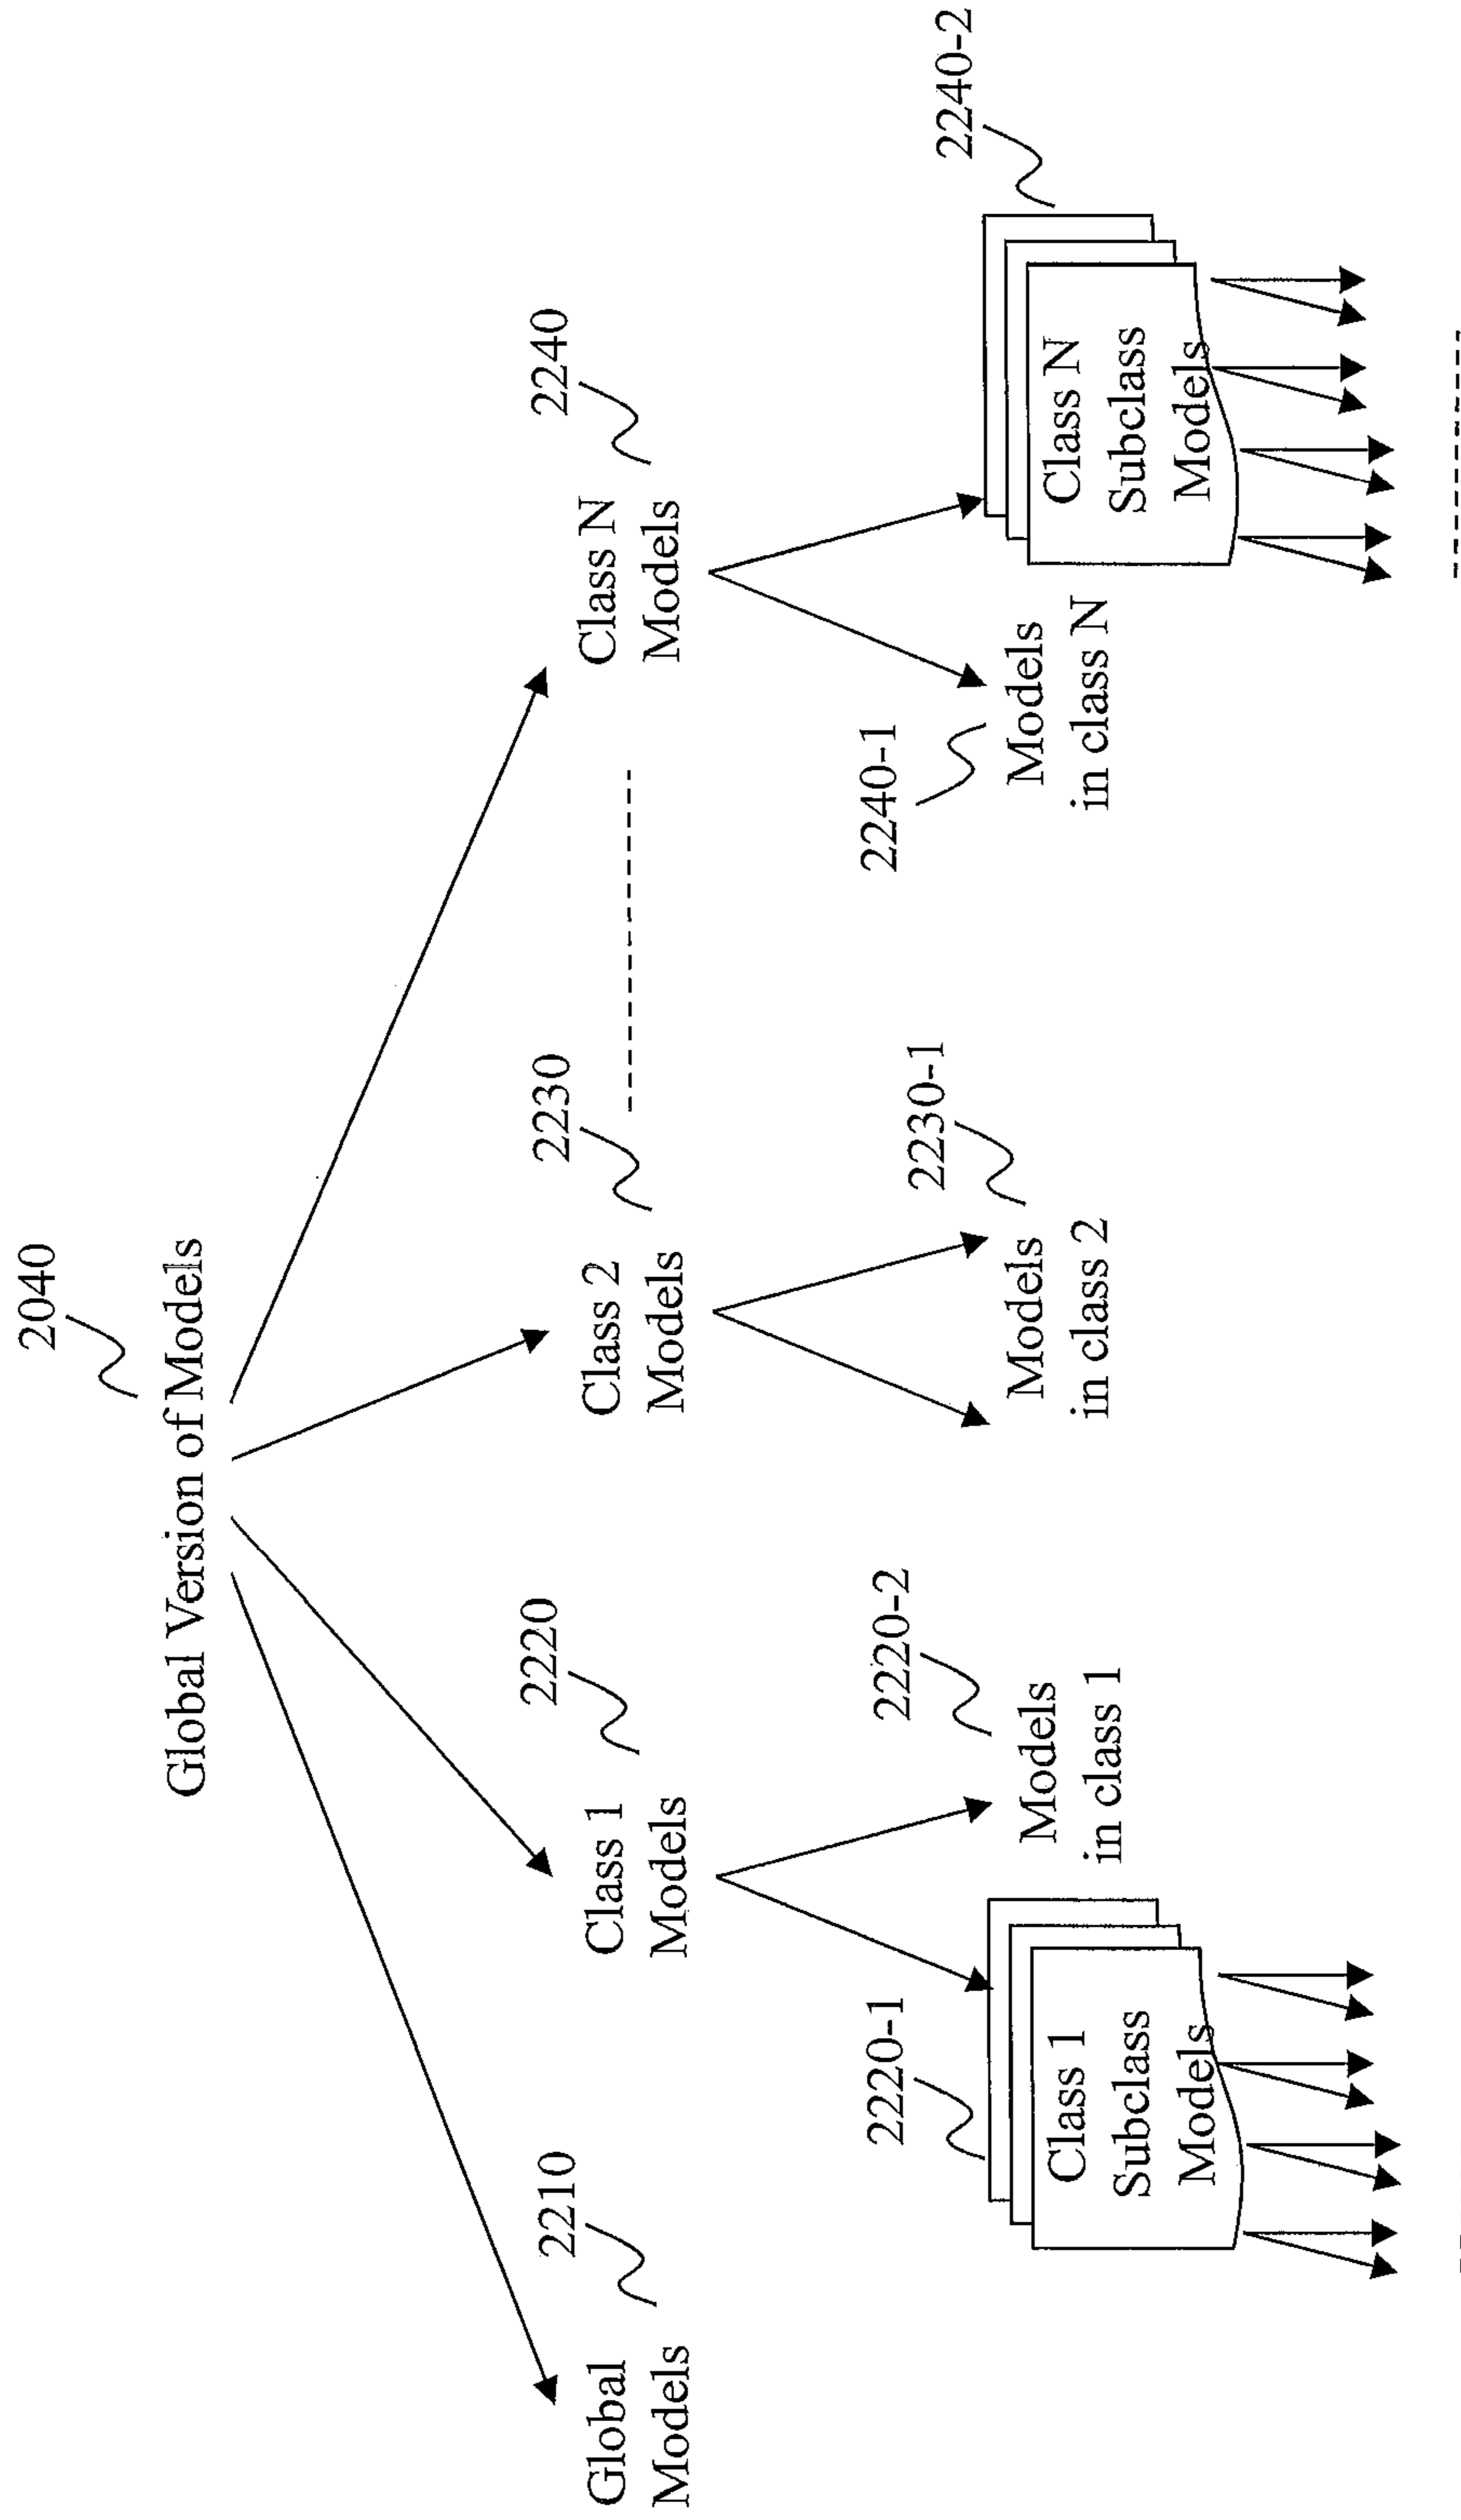 2040
Global Version of Models
2210
Global
Models
2220
Class 1
Models
2230
Class 2
Models
2240
Class N
Models
2220-1
Class 1
Subclass
Models
2220-2
Models
in class 1
2230-1
Models
in class 2
2240-1
Models
in class N
2240-2
Class N
Subclass
Models